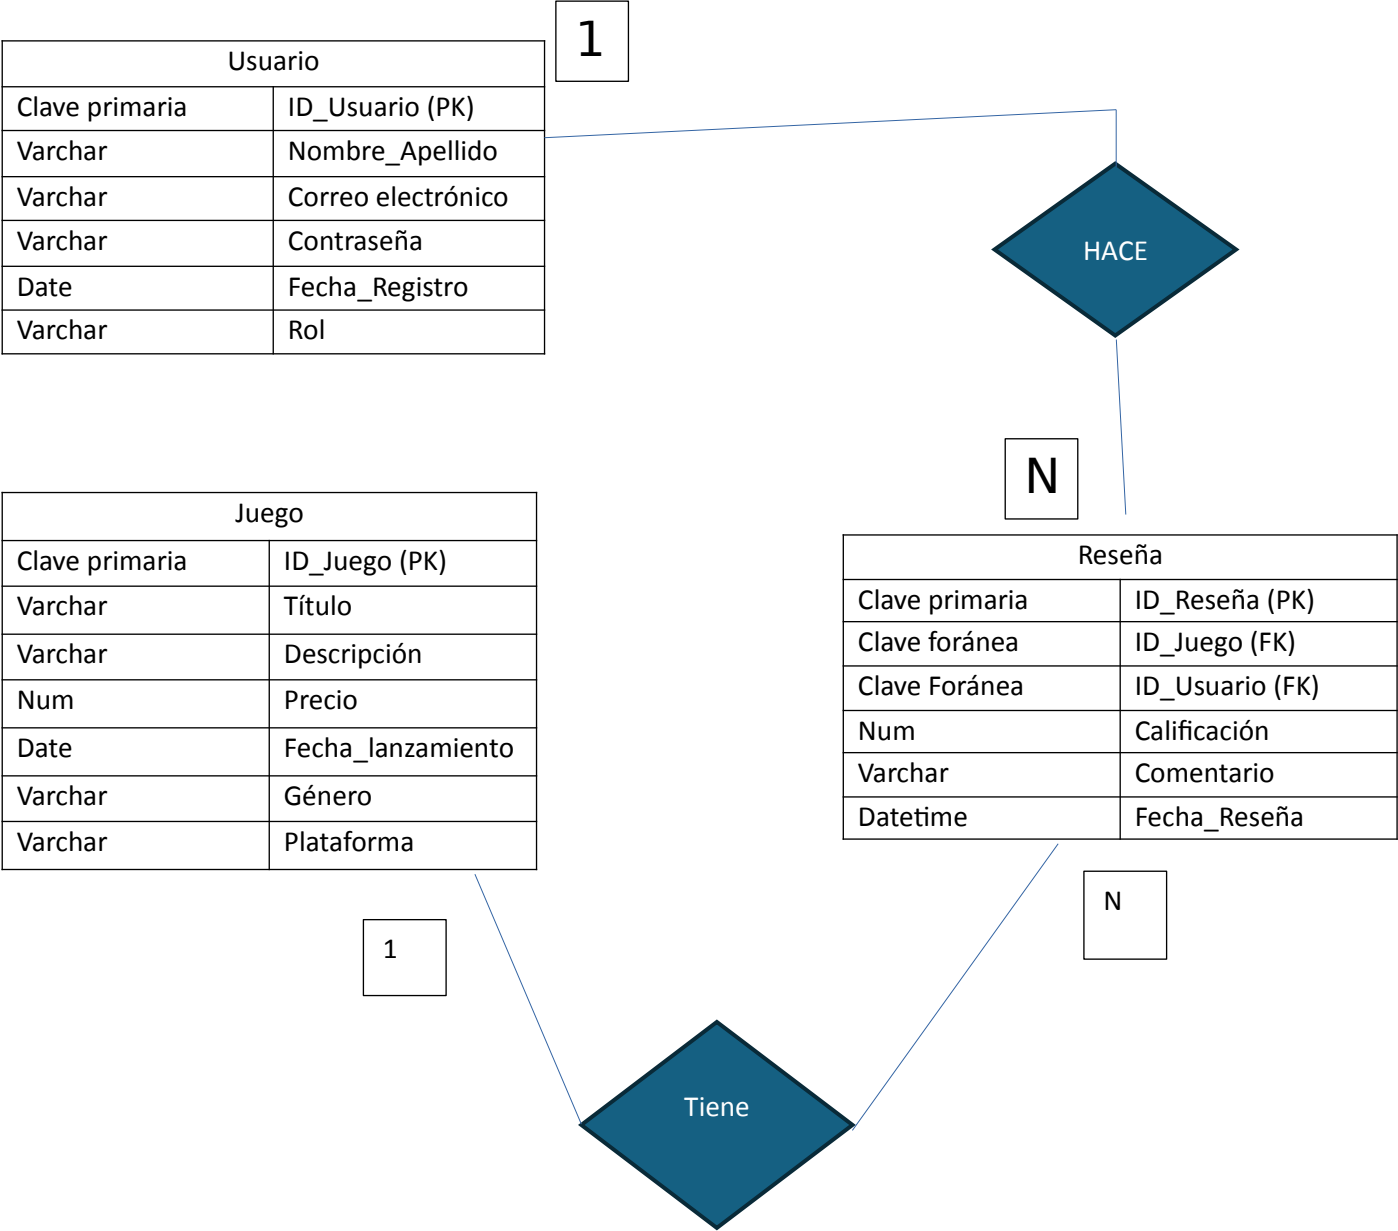 1
Usuario
Clave primaria ID_Usuario (PK)
Varchar Nombre_Apellido
Varchar Correo electrónico
Varchar Contraseña
Date Fecha_Registro
Varchar Rol
HACE
N
Juego
Clave primaria ID_Juego (PK)
Varchar Título
Varchar Descripción
Num Precio
Date Fecha_lanzamiento
Varchar Género
Varchar Plataforma
Reseña
Clave primaria ID_Reseña (PK)
Clave foránea ID_Juego (FK)
Clave Foránea ID_Usuario (FK)
Num Calificación
Varchar Comentario
Datetime Fecha_Reseña
1
N
Tiene